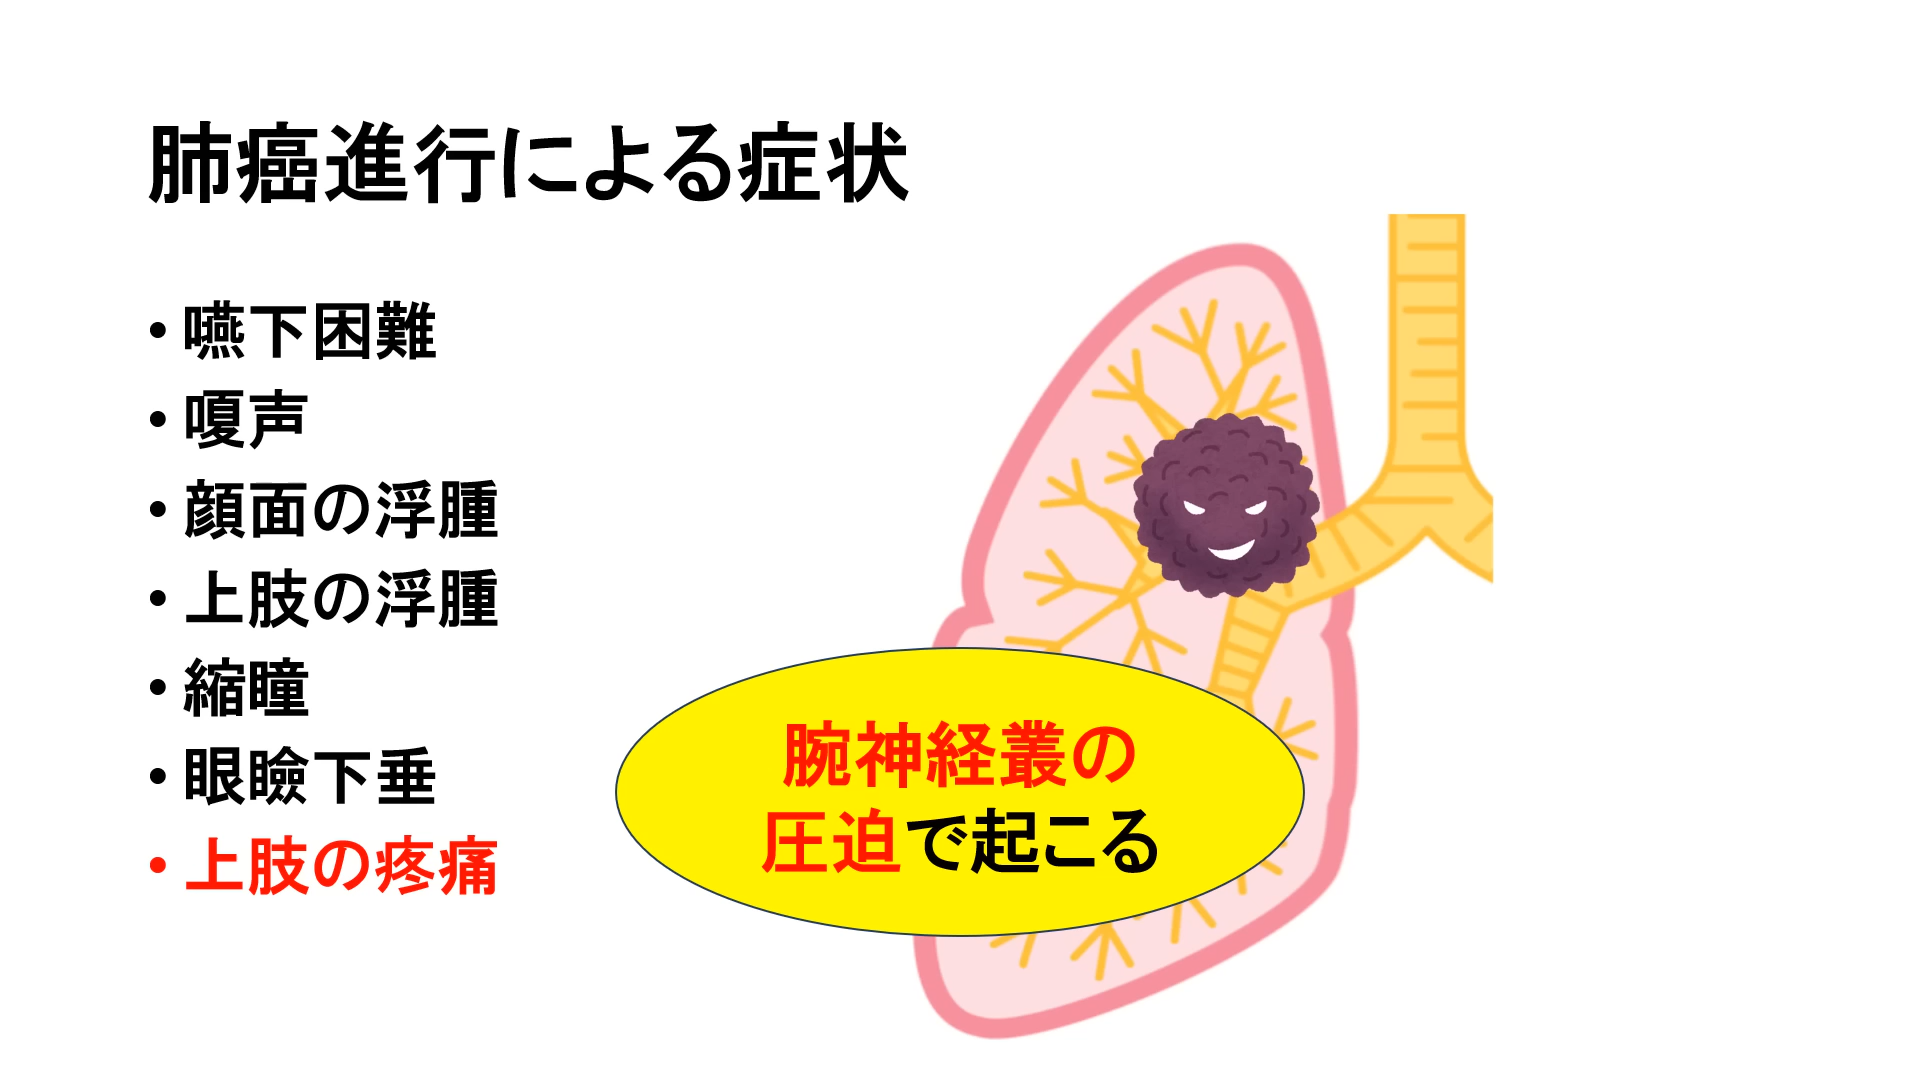 肺癌進行による症状
• 嚥下困難
• 嗄声
• 顔面の浮腫
• 上肢の浮腫
• 縮瞳
• 眼瞼下垂
• 上肢の疼痛
腕神経叢の
圧迫で起こる